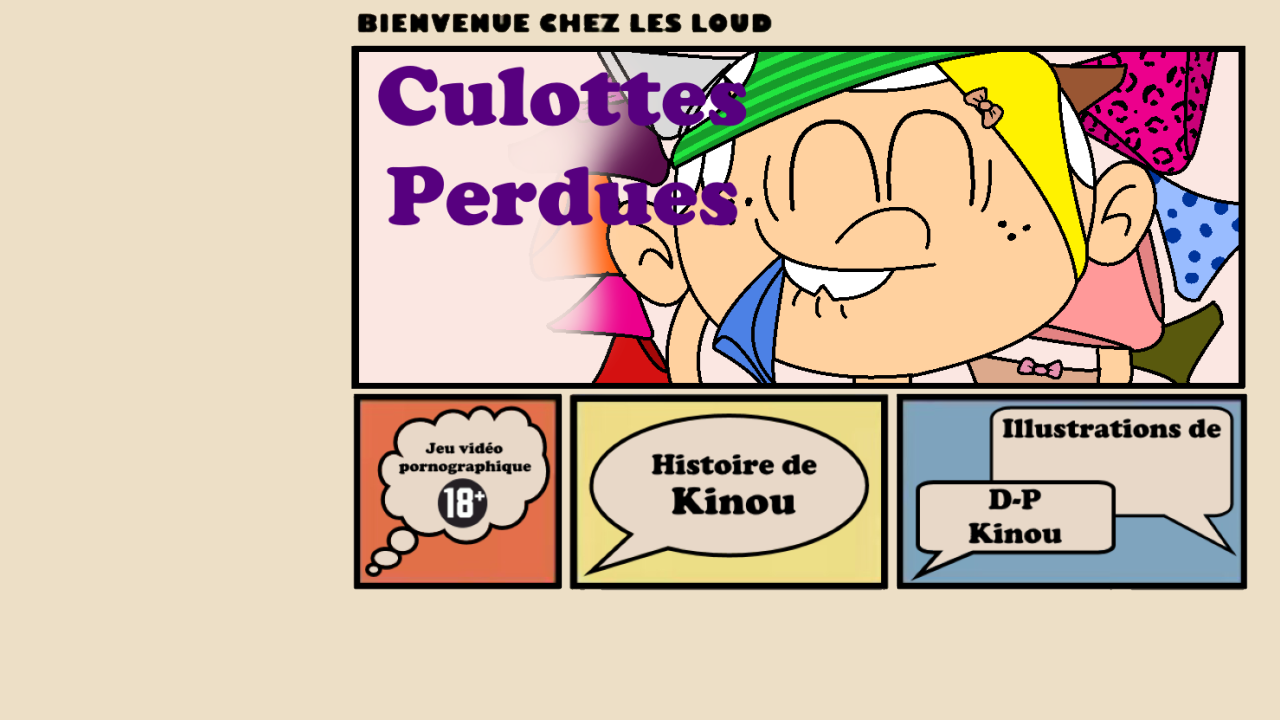 BIENVENUE CHEZ LES LOUD
Culottes
Perdues
Jeu vidéo
pornographique
18+
Histoire de
Kinou
Illustrations de
D-P
Kinou